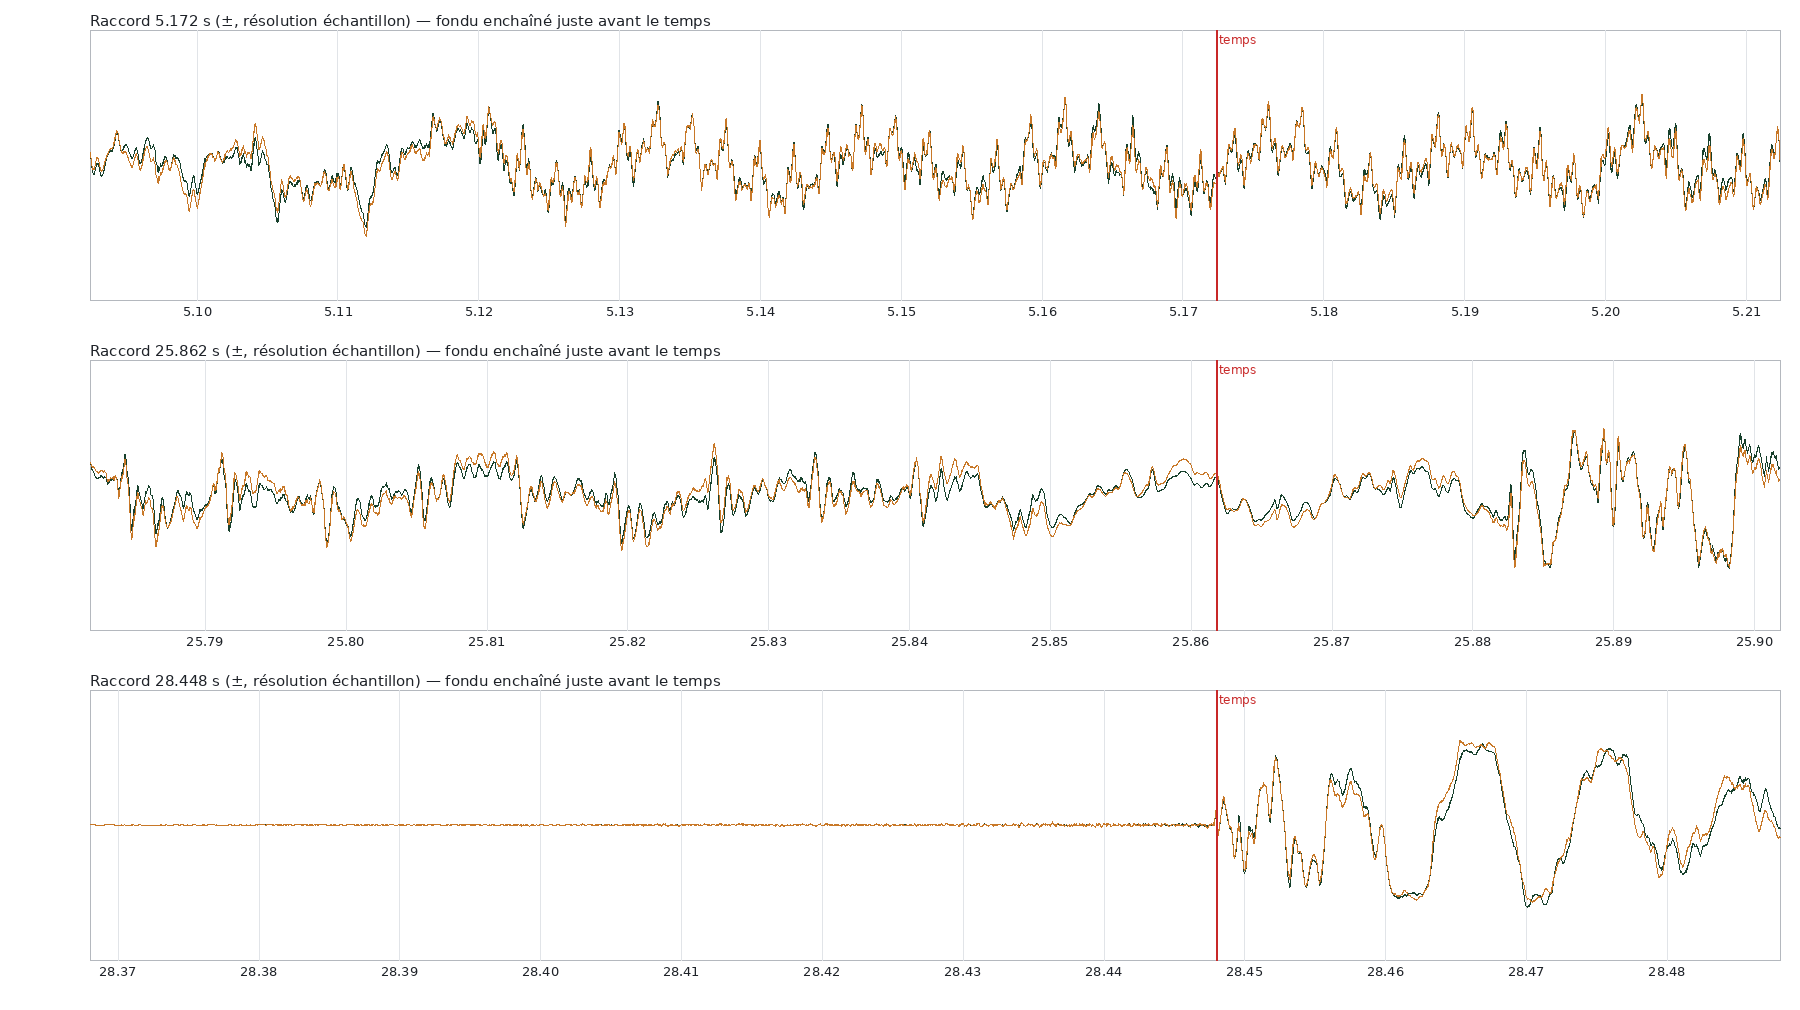 Raccord 5.172 s (±, résolution échantillon) — fondu enchaîné juste avant le temps
temps
5.10 5.11 5.12 5.13 5.14 5.15 5.16 5.17 5.18 5.19 5.20 5.21
Raccord 25.862 s (±, résolution échantillon) — fondu enchaîné juste avant le temps
temps
25.79 25.80 25.81 25.82 25.83 25.84 25.85 25.86 25.87 25.88 25.89 25.90
Raccord 28.448 s (±, résolution échantillon) — fondu enchaîné juste avant le temps
temps
28.37 28.38 28.39 28.40 28.41 28.42 28.43 28.44 28.45 28.46 28.47 28.48